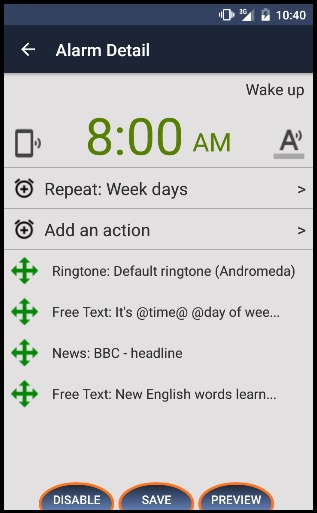 3G 10:40
Alarm Detail
Wake up
8:00 AM
A
Repeat: Week days >
Add an action >
Ringtone: Default ringtone (Andromeda)
Free Text: It's @time@ @day of wee...
News: BBC - headline
Free Text: New English words learn...
DISABLE SAVE PREVIEW